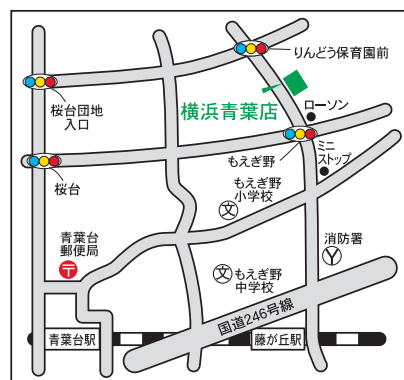 りんどう保育園前
桜台団地
入口
横浜青葉店
ローソン
もえぎ野
ミニ
ストップ
桜台
もえぎ野
小学校
文
青葉台
郵便局
〒
消防署
Y
文
もえぎ野
中学校
国道246号線
青葉台駅
藤が丘駅